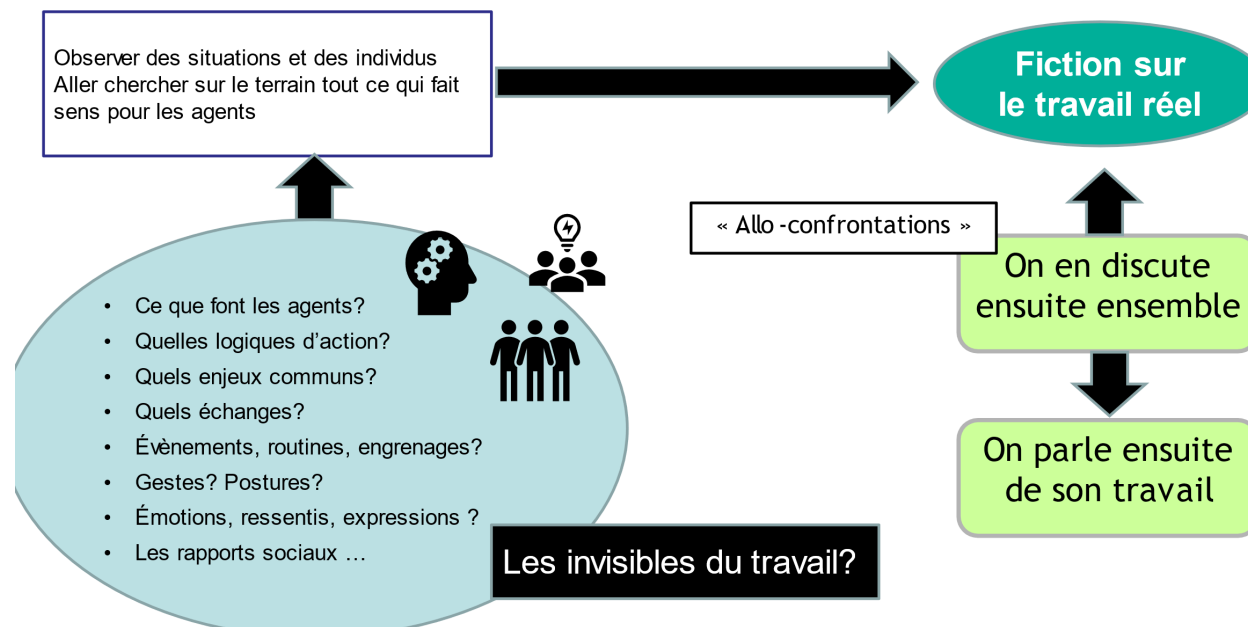 Observer des situations et des individus
Aller chercher sur le terrain tout ce qui fait
sens pour les agents
Fiction sur
le travail réel
« Allo-confrontations »
On en discute
ensuite ensemble
On parle ensuite
de son travail
• Ce que font les agents?
• Quelles logiques d'action?
• Quels enjeux communs?
• Quels échanges?
• Évènements, routines, engrenages?
• Gestes? Postures?
• Émotions, ressentis, expressions ?
• Les rapports sociaux …
Les invisibles du travail?